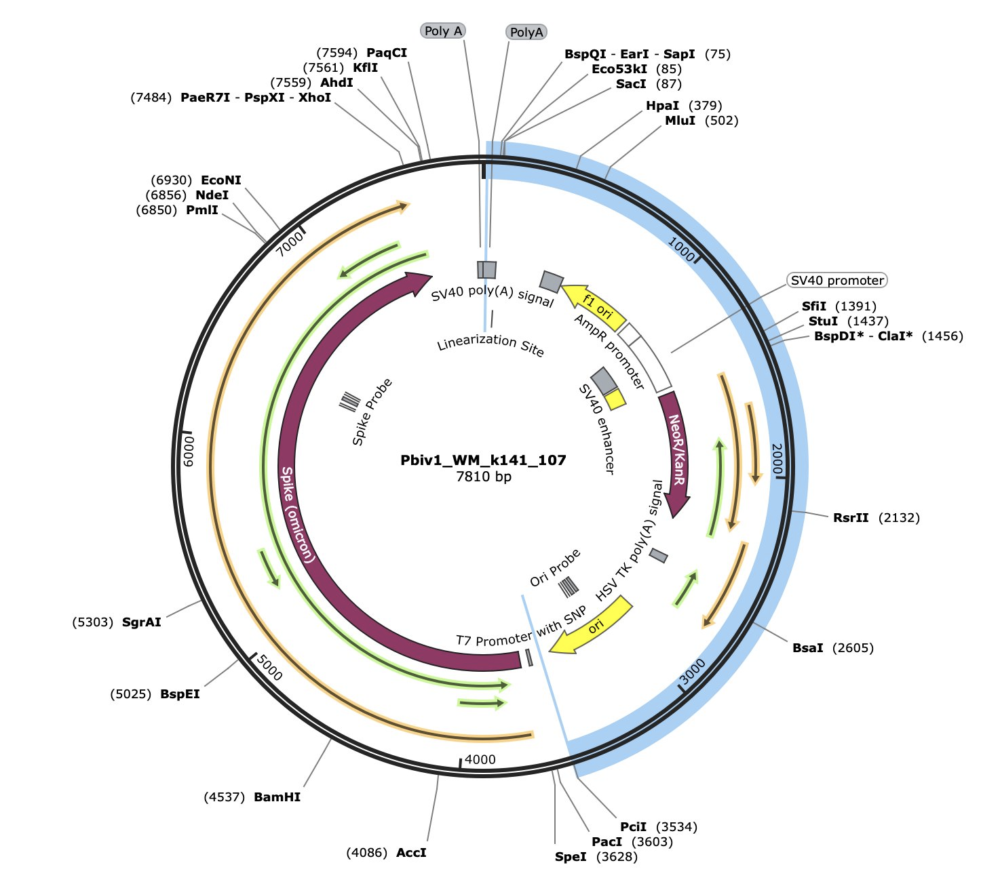 Poly A
PolyA
(7594) PaqCI
(7561) KflI
(7559) AhdI
(7484) PaeR7I - PspXI - XhoI
BspQI - EarI - SapI (75)
Eco53kI (85)
SacI (87)
HpaI (379)
MluI (502)
(6930) EcoNI
(6856) NdeI
(6850) PmlI
7000
1000
SV40 promoter
SfiI (1391)
StuI (1437)
BspDI* - ClaI* (1456)
SV40 poly(A) signal
f1 ori
AmpR promoter
Linearization Site
Spike Probe
SV40 enhancer
NeoR/KanR
6000
2000
Pbiv1_WM_k141_107
7810 bp
Spike (omicron)
RsrII (2132)
HSV TK poly(A) signal
Ori Probe
ori
T7 Promoter with SNP
(5303) SgrAI
BsaI (2605)
5000
3000
(5025) BspEI
4000
(4537) BamHI
(4086) AccI
PciI (3534)
PacI (3603)
SpeI (3628)